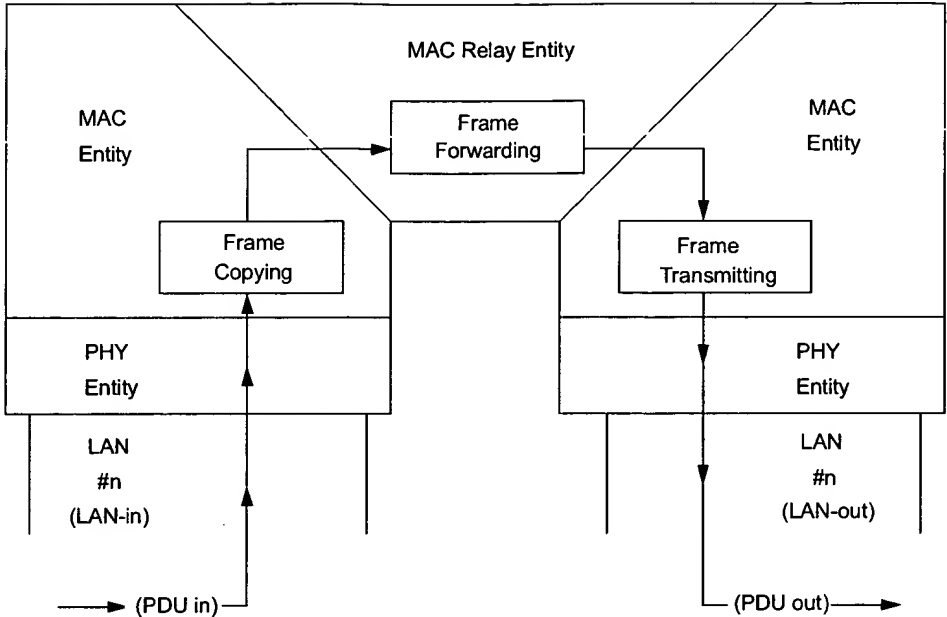 MAC Relay Entity
MAC
Entity
Frame
Forwarding
MAC
Entity
Frame
Copying
Frame
Transmitting
PHY
Entity
PHY
Entity
LAN
#n
(LAN-in)
LAN
#n
(LAN-out)
(PDU in)
(PDU out)